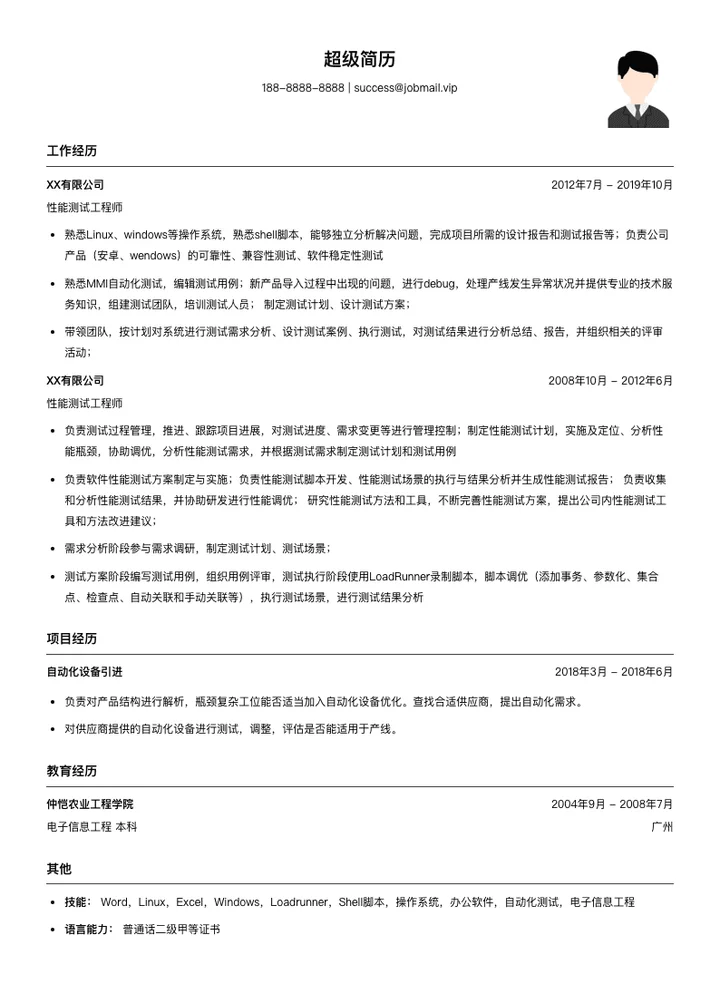 超级简历
188-8888-8888 | success@jobmail.vip
工作经历
XX有限公司 2012年7月 – 2019年10月
性能测试工程师
• 熟悉Linux、windows等操作系统，熟悉shell脚本，能够独立分析解决问题，完成项目所需的设计报告和测试报告等；负责公司
产品（安卓、wendows）的可靠性、兼容性测试、软件稳定性测试
• 熟悉MMI自动化测试，编辑测试用例；新产品导入过程中出现的问题，进行debug，处理产线发生异常状况并提供专业的技术服
务知识，组建测试团队，培训测试人员； 制定测试计划、设计测试方案；
• 带领团队，按计划对系统进行测试需求分析、设计测试案例、执行测试，对测试结果进行分析总结、报告，并组织相关的评审
活动；
XX有限公司 2008年10月 – 2012年6月
性能测试工程师
• 负责测试过程管理，推进、跟踪项目进展，对测试进度、需求变更等进行管理控制；制定性能测试计划，实施及定位、分析性
能瓶颈，协助调优，分析性能测试需求，并根据测试需求制定测试计划和测试用例
• 负责软件性能测试方案制定与实施；负责性能测试脚本开发、性能测试场景的执行与结果分析并生成性能测试报告； 负责收集
和分析性能测试结果，并协助研发进行性能调优； 研究性能测试方法和工具，不断完善性能测试方案，提出公司内性能测试工
具和方法改进建议；
• 需求分析阶段参与需求调研，制定测试计划、测试场景；
• 测试方案阶段编写测试用例，组织用例评审，测试执行阶段使用LoadRunner录制脚本，脚本调优（添加事务、参数化、集合
点、检查点、自动关联和手动关联等），执行测试场景，进行测试结果分析
项目经历
自动化设备引进 2018年3月 – 2018年6月
• 负责对产品结构进行解析，瓶颈复杂工位能否适当加入自动化设备优化。查找合适供应商，提出自动化需求。
• 对供应商提供的自动化设备进行测试，调整，评估是否能适用于产线。
教育经历
仲恺农业工程学院 2004年9月 – 2008年7月
电子信息工程 本科 广州
其他
• 技能： Word，Linux，Excel，Windows，Loadrunner，Shell脚本，操作系统，办公软件，自动化测试，电子信息工程
• 语言能力： 普通话二级甲等证书